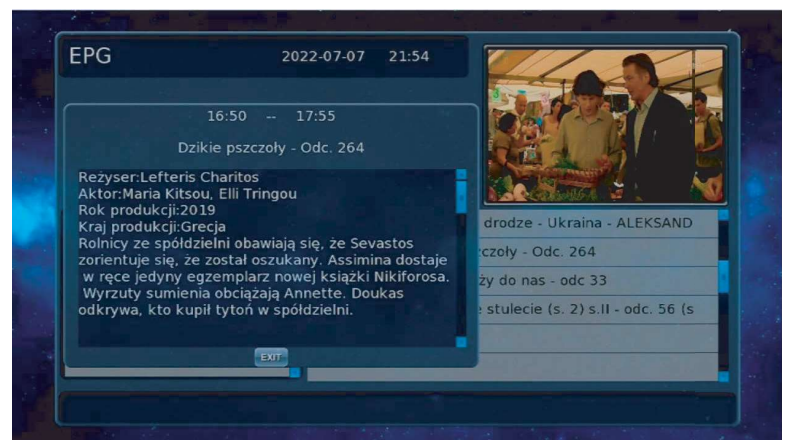 EPG
2022-07-07 21:54
16:50 -- 17:55
Dzikie pszczoły - Odc. 264
Reżyser:Lefteris Charitos
Aktor:Maria Kitsou, Elli Tringou
Rok produkcji:2019
Kraj produkcji:Grecja
Rolnicy ze spółdzielni obawiają się, że Sevastos
zorientuje się, że został oszukany. Assimina dostaje
w ręce jedyny egzemplarz nowej książki Nikiforosa.
Wyrzuty sumienia obciążają Annette. Doukas
odkrywa, kto kupił tytoń w spółdzielni.
EXIT
drodze - Ukraina - ALEKSAND
zczoły - Odc. 264
ży do nas - odc 33
e stulecie (s. 2) s.II - odc. 56 (s